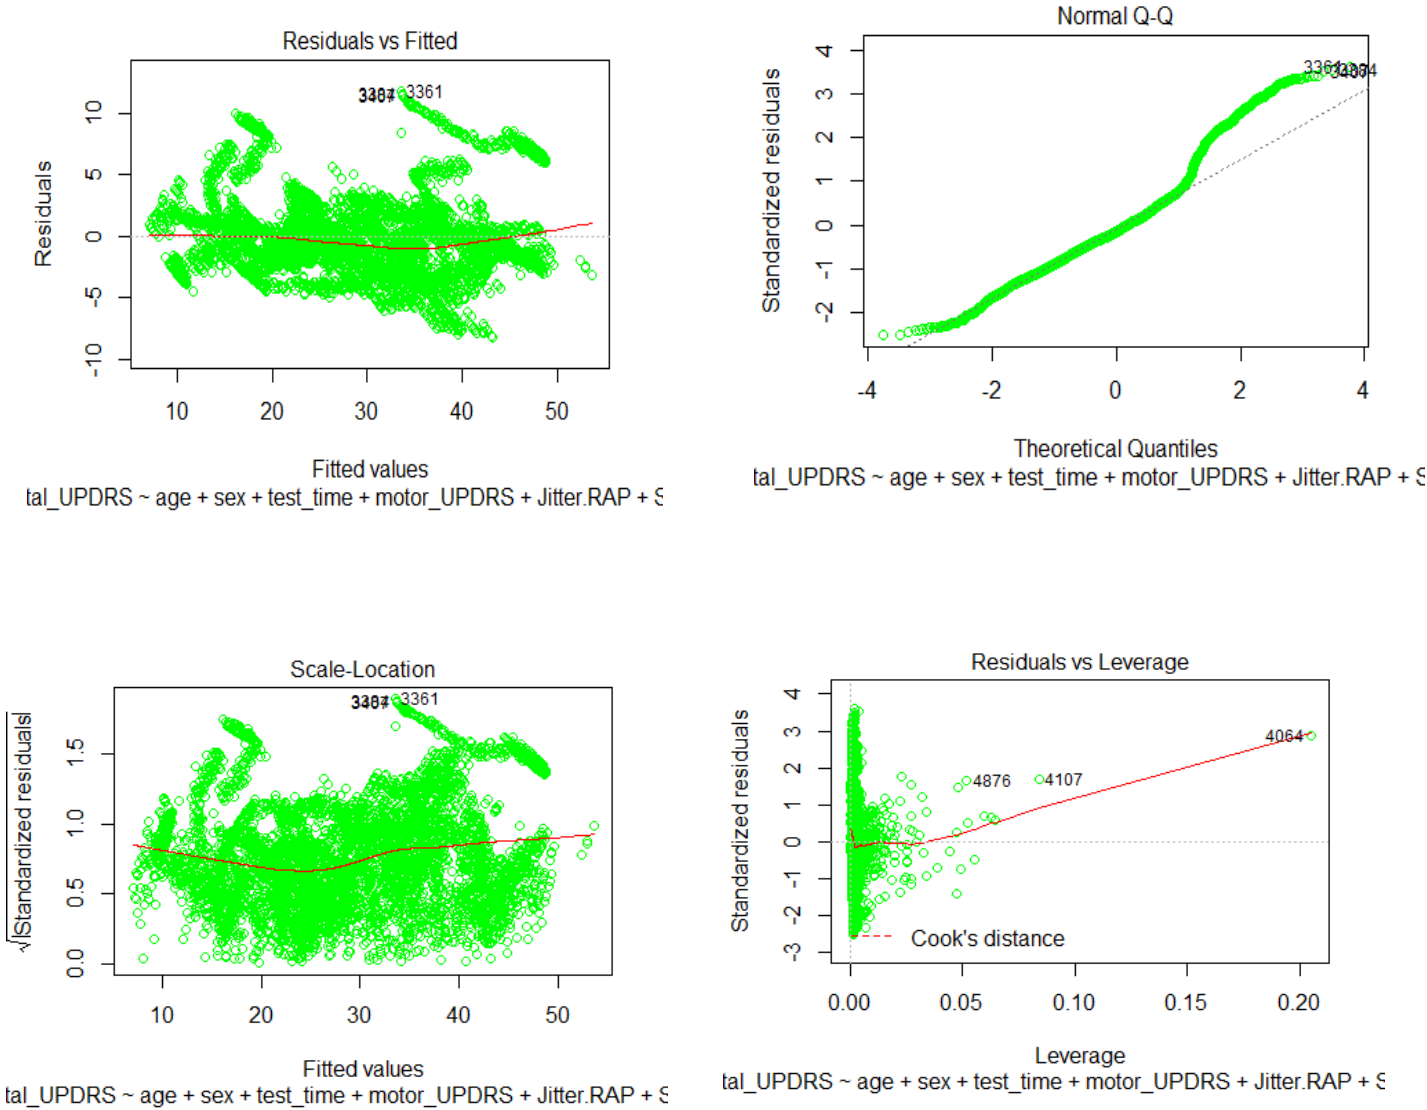 Residuals vs Fitted
3361
Residuals
10
5
0
-5
-10
10 20 30 40 50
Fitted values
tal_UPDRS ~ age + sex + test_time + motor_UPDRS + Jitter.RAP + S
Normal Q-Q
3361
Standardized residuals
4
3
2
1
0
-1
-2
-4 -2 0 2 4
Theoretical Quantiles
tal_UPDRS ~ age + sex + test_time + motor_UPDRS + Jitter.RAP + S
Scale-Location
3361
√|Standardized residuals|
1.5
1.0
0.5
0.0
10 20 30 40 50
Fitted values
tal_UPDRS ~ age + sex + test_time + motor_UPDRS + Jitter.RAP + S
Residuals vs Leverage
4064
4876
4107
Standardized residuals
4
3
2
1
0
-1
-2
-3
Cook's distance
0.00 0.05 0.10 0.15 0.20
Leverage
tal_UPDRS ~ age + sex + test_time + motor_UPDRS + Jitter.RAP + S